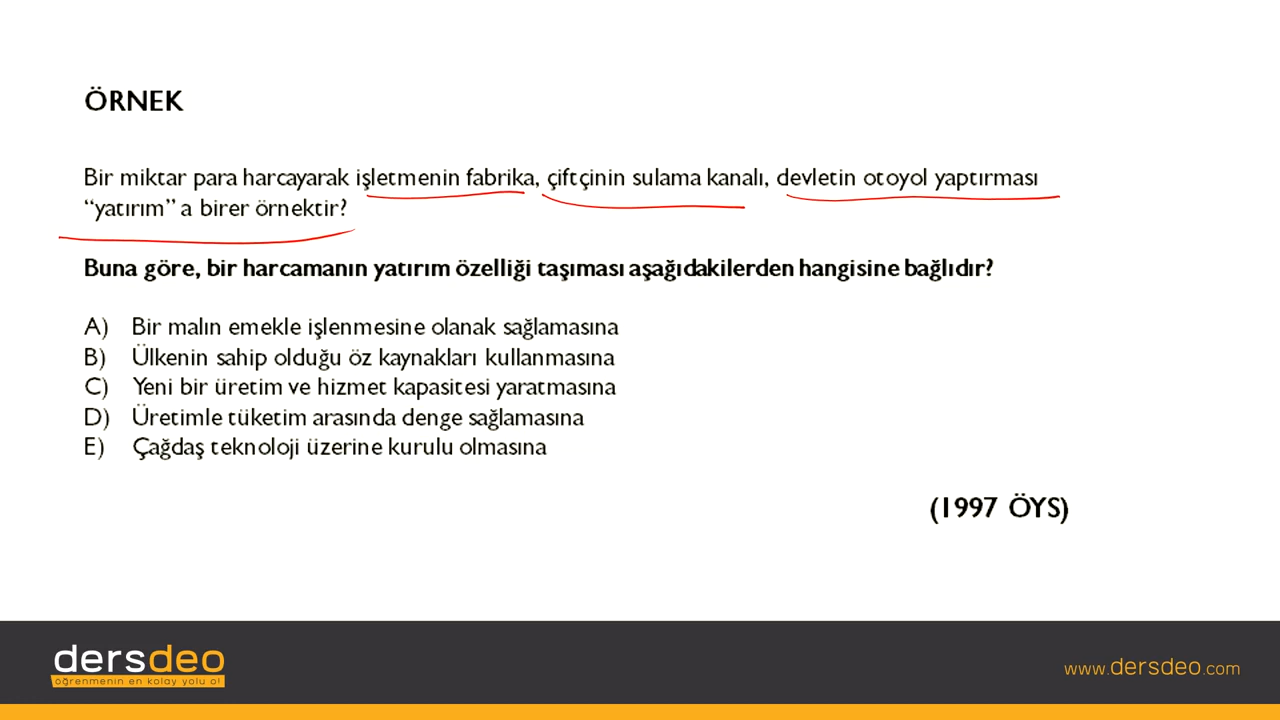 ÖRNEK
Bir miktar para harcayarak işletmenin fabrika, çiftçinin sulama kanalı, devletin otoyol yaptırması
“yatırım” a birer örnektir?
Buna göre, bir harcamanın yatırım özelliği taşıması aşağıdakilerden hangisine bağlıdır?
A) Bir malın emekle işlenmesine olanak sağlamasına
B) Ülkenin sahip olduğu öz kaynakları kullanmasına
C) Yeni bir üretim ve hizmet kapasitesi yaratmasına
D) Üretimle tüketim arasında denge sağlamasına
E) Çağdaş teknoloji üzerine kurulu olmasına
(1997 ÖYS)
dersdeo
öğrenmenin en kolay yolu o!
www.dersdeo.com